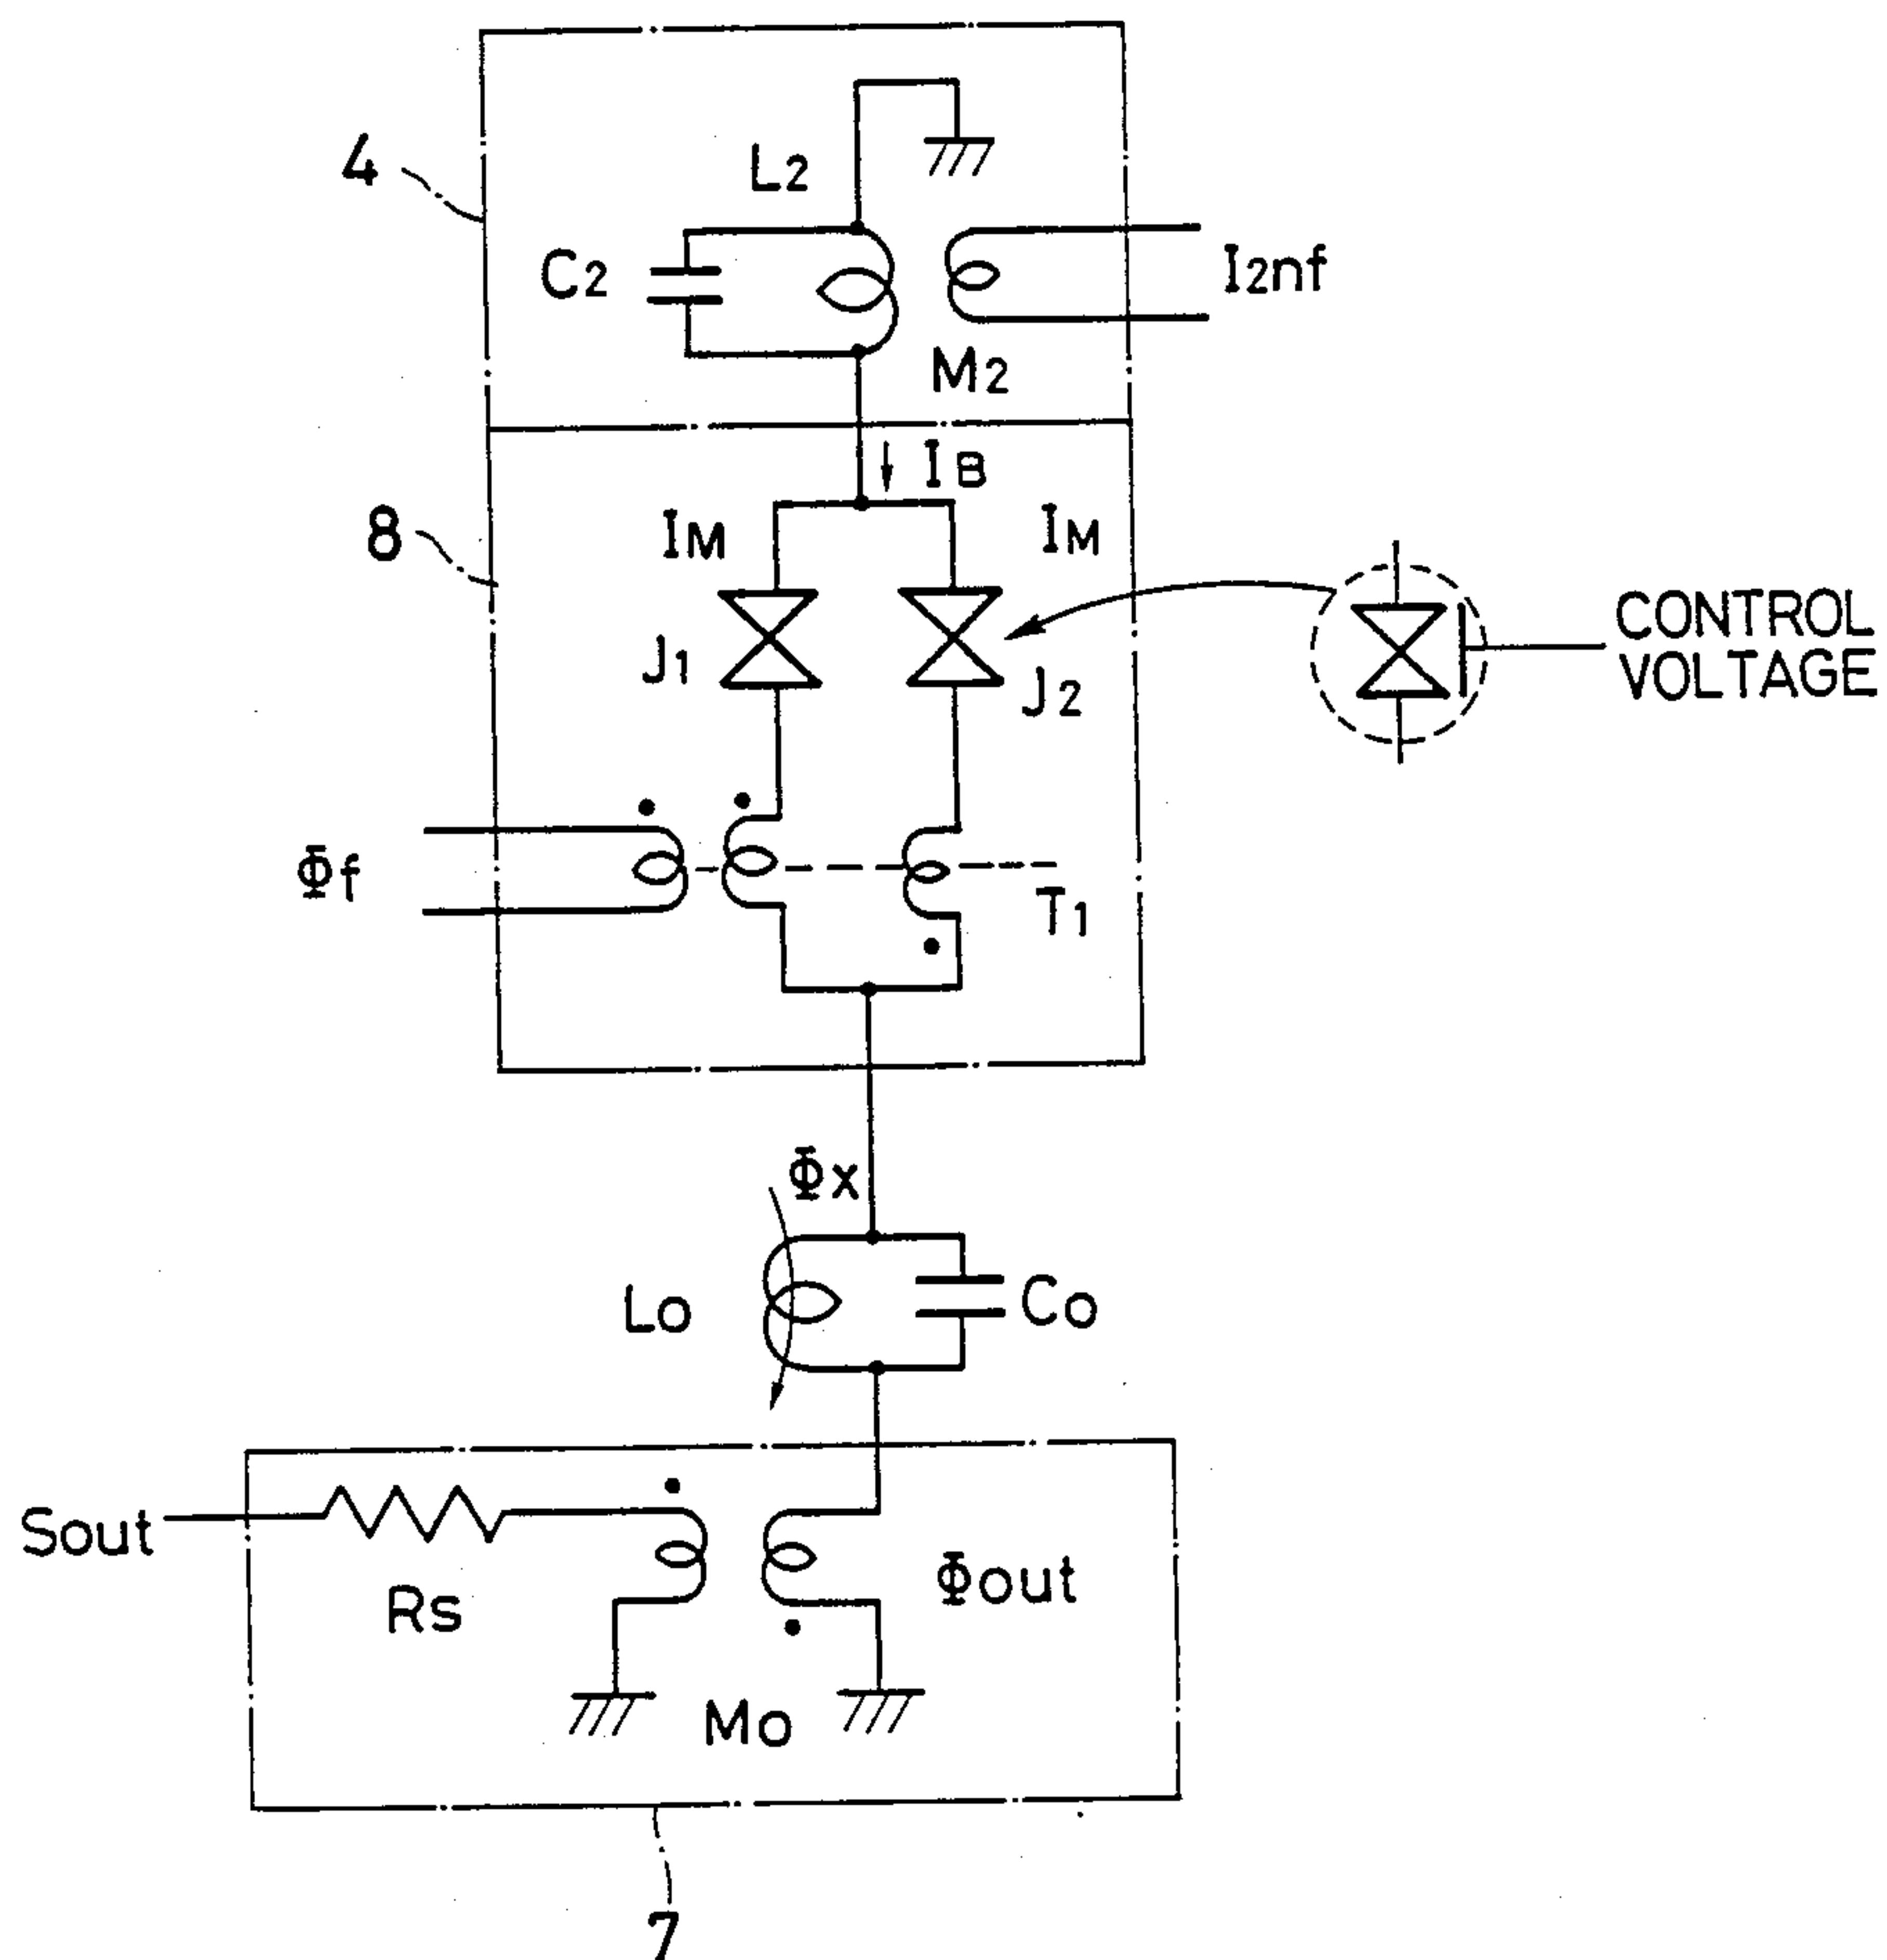 4
L2
C2
I2nf
M2
IB
8
IM
IM
J1
J2
CONTROL
VOLTAGE
Φf
T1
Φx
Lo
Co
Sout
Rs
Φout
Mo
7